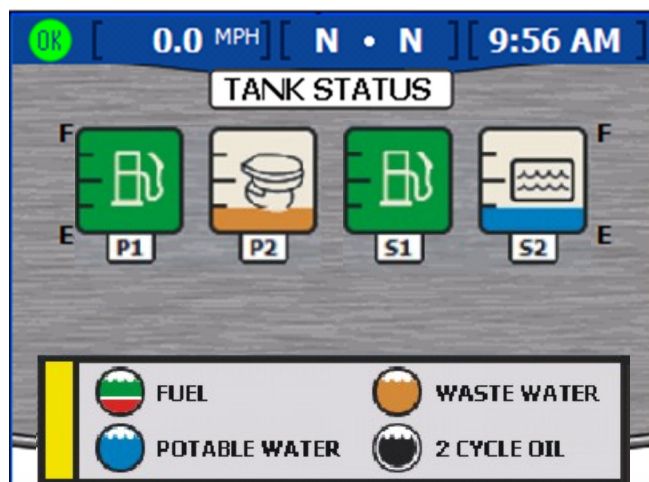 OK [ 0.0 MPH ] [ N • N ] [ 9:56 AM ]
TANK STATUS
F F
E E
P1 P2 S1 S2
FUEL WASTE WATER
POTABLE WATER 2 CYCLE OIL